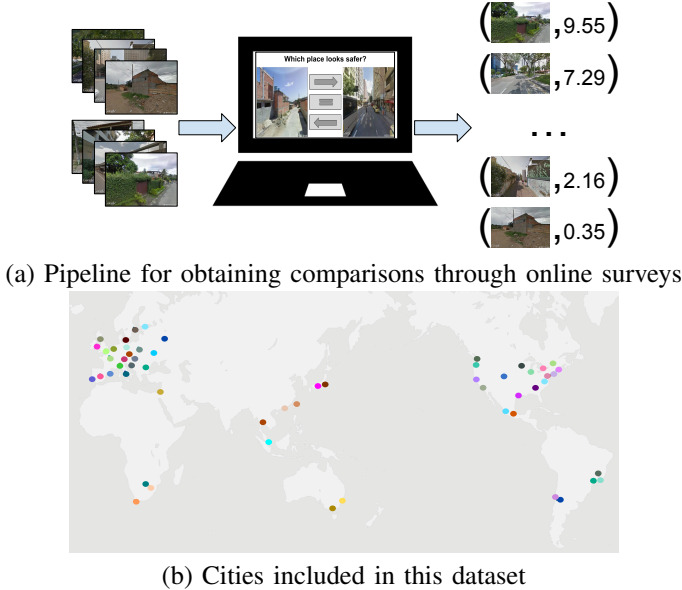 Which place looks safer?
( ,9.55)
( ,7.29)
...
( ,2.16)
( ,0.35)
(a) Pipeline for obtaining comparisons through online surveys
(b) Cities included in this dataset